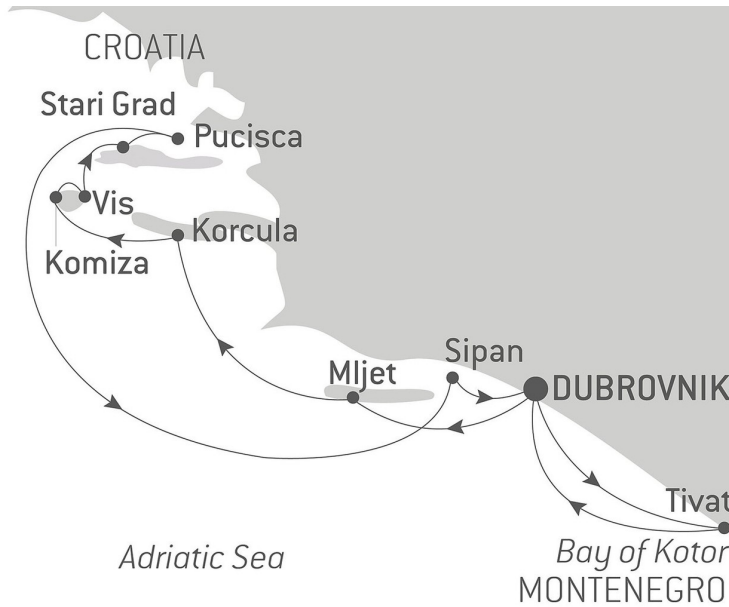 CROATIA
Stari Grad
Pucisca
Vis
Korcula
Komiza
Sipan
Mljet
DUBROVNIK
Tivat
Adriatic Sea
Bay of Kotor
MONTENEGRO